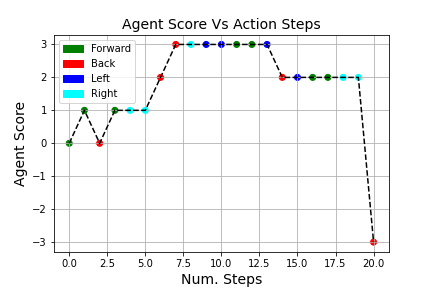 Agent Score Vs Action Steps
3
2
1
0
−1
−2
−3
Agent Score
Forward
Back
Left
Right
0.0 2.5 5.0 7.5 10.0 12.5 15.0 17.5 20.0
Num. Steps